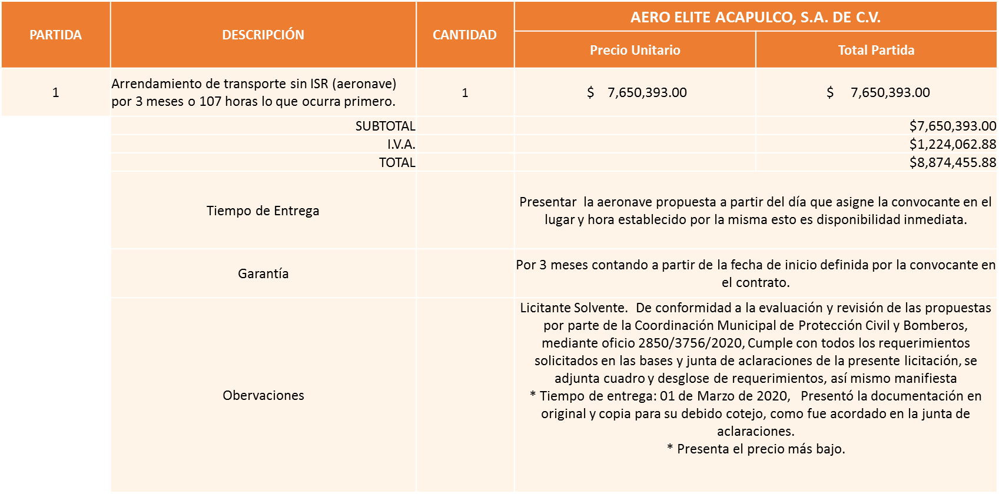 PARTIDA
DESCRIPCIÓN
CANTIDAD
AERO ELITE ACAPULCO, S.A. DE C.V.
Precio Unitario
Total Partida
1
Arrendamiento de transporte sin ISR (aeronave)
por 3 meses o 107 horas lo que ocurra primero.
1
$ 7,650,393.00
$ 7,650,393.00
SUBTOTAL
$7,650,393.00
I.V.A.
$1,224,062.88
TOTAL
$8,874,455.88
Tiempo de Entrega
Presentar la aeronave propuesta a partir del día que asigne la convocante en el
lugar y hora establecido por la misma esto es disponibilidad inmediata.
Garantía
Por 3 meses contando a partir de la fecha de inicio definida por la convocante en
el contrato.
Obervaciones
Licitante Solvente. De conformidad a la evaluación y revisión de las propuestas
por parte de la Coordinación Municipal de Protección Civil y Bomberos,
mediante oficio 2850/3756/2020, Cumple con todos los requerimientos
solicitados en las bases y junta de aclaraciones de la presente licitación, se
adjunta cuadro y desglose de requerimientos, así mismo manifiesta
* Tiempo de entrega: 01 de Marzo de 2020, Presentó la documentación en
original y copia para su debido cotejo, como fue acordado en la junta de
aclaraciones.
* Presenta el precio más bajo.